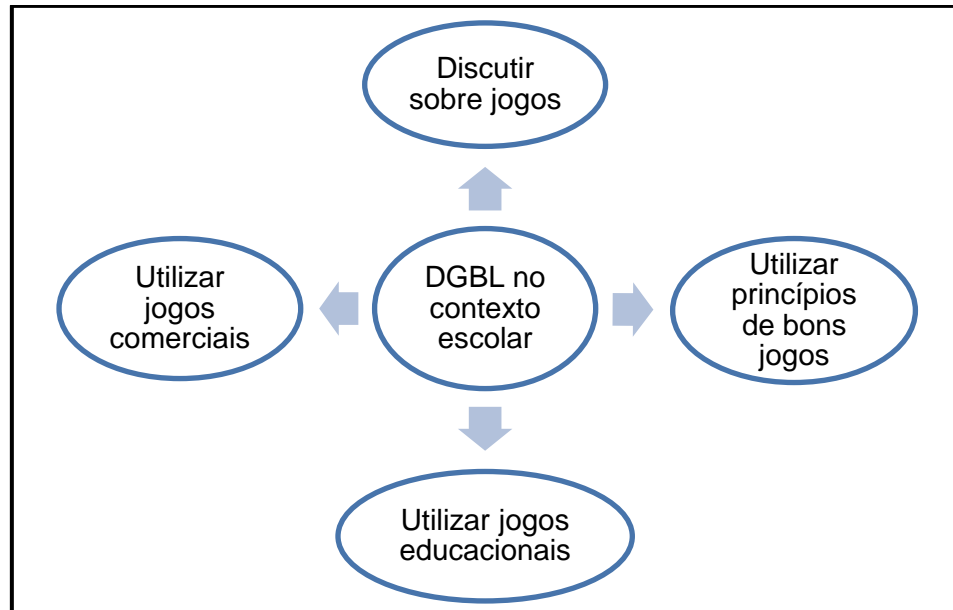 Discutir
sobre jogos
Utilizar
jogos
comerciais
DGBL no
contexto
escolar
Utilizar
princípios
de bons
jogos
Utilizar jogos
educacionais